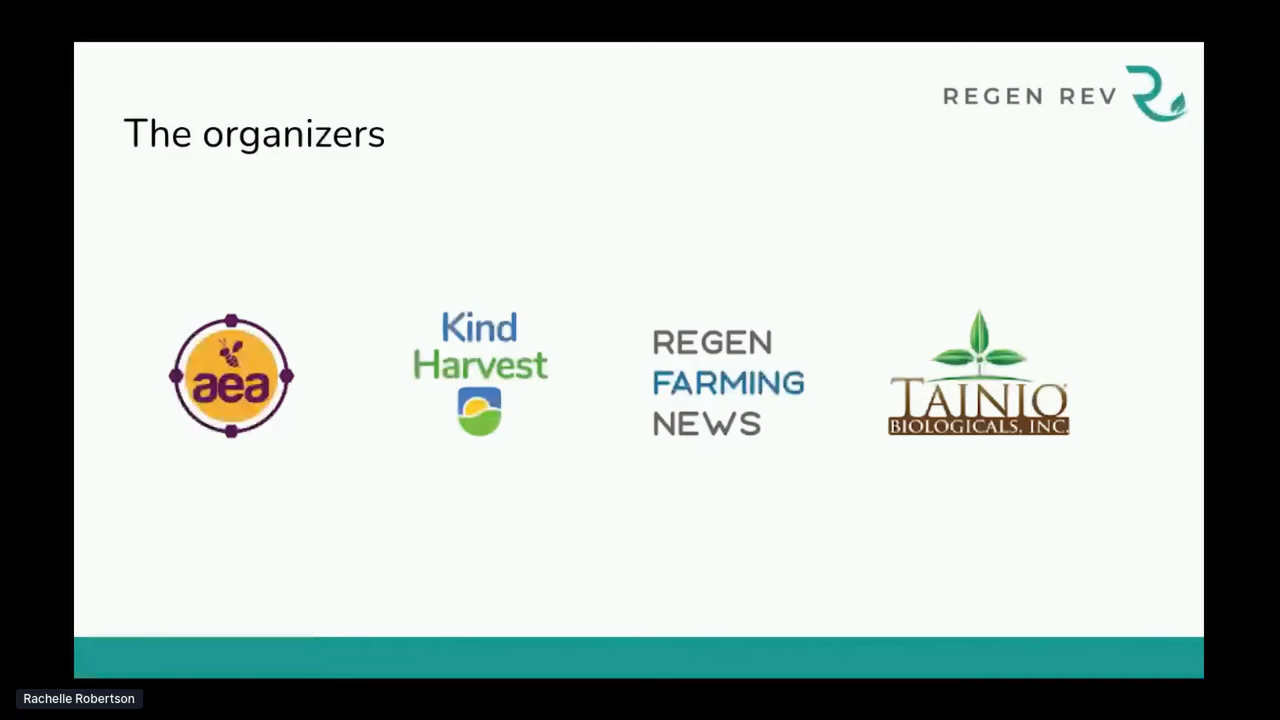 REGEN REV
The organizers
aea
Kind
Harvest
REGEN
FARMING
NEWS
TAINIO
BIOLOGICALS, INC.
Rachelle Robertson